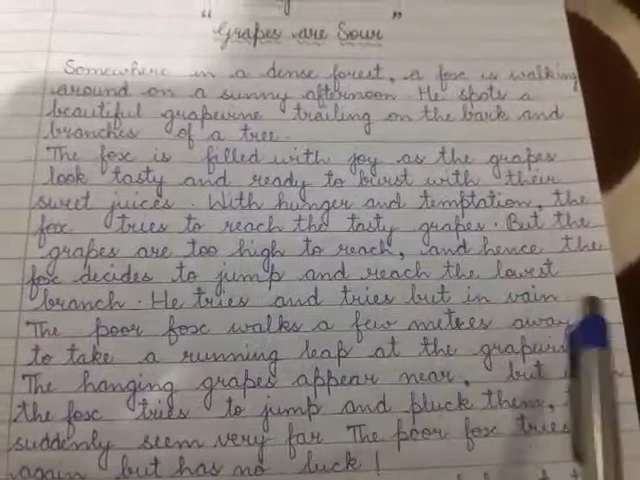 "Grapes are Sour"
Somewhere in a dense forest, a fox is walking
around on a sunny afternoon. He spots a
beautiful grapevine trailing on the bark and
branches of a tree.
The fox is filled with joy as the grapes
look tasty and ready to burst with their
sweet juices. With hunger and temptation, the
fox tries to reach the tasty grapes. But the
grapes are too high to reach, and hence the
fox decides to jump and reach the lowest
branch. He tries and tries but in vain
The poor fox walks a few metres away
to take a running leap at the
The hanging grapes appear near, but
the fox tries to jump and pluck them,
suddenly seem very far The poor fox tries
again but has no luck!